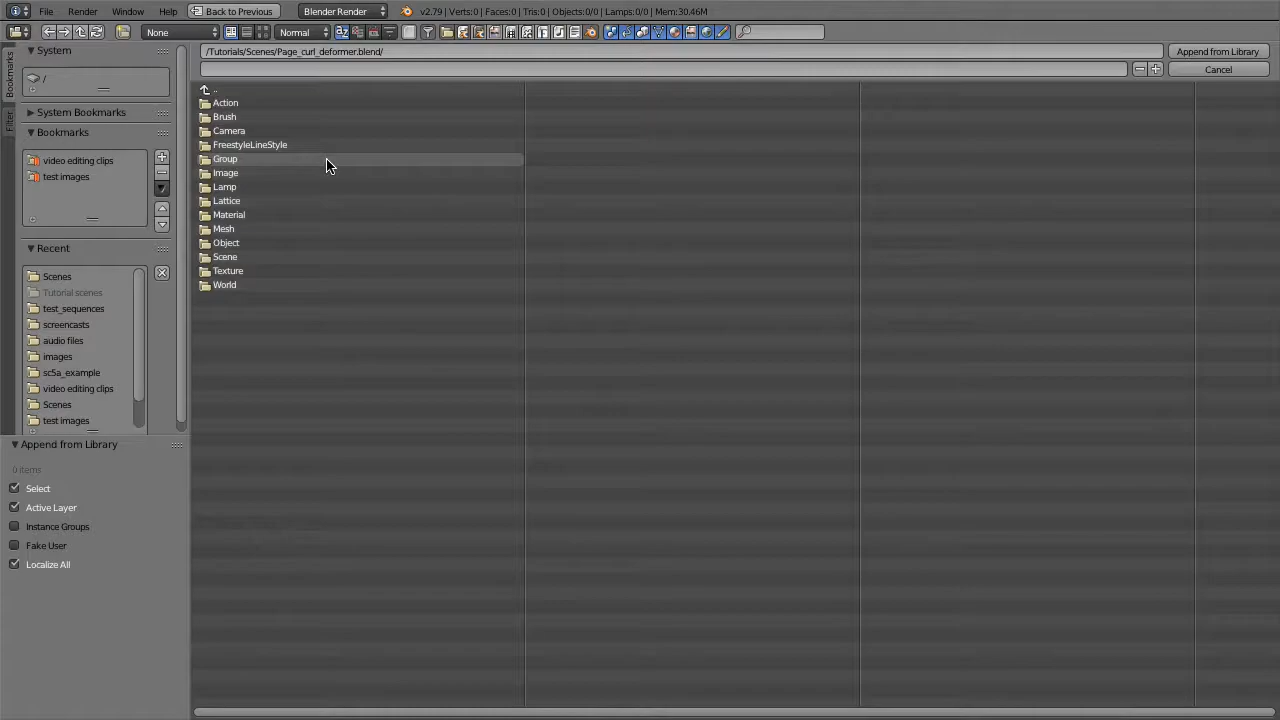 File Render Window Help Back to Previous Blender Render v2.79 | Verts:0 | Faces:0 | Tris:0 | Objects:0/0 | Lamps:0/0 | Mem:30.46M
None Normal
System
/
System Bookmarks
Bookmarks
video editing clips
test images
Recent
Scenes
Tutorial scenes
test_sequences
screencasts
audio files
images
sc5a_example
video editing clips
Scenes
test images
Append from Library
0 items
Select
Active Layer
Instance Groups
Fake User
Localize All
Bookmarks
Filter
/Tutorials/Scenes/Page_curl_deformer.blend/ Append from Library
Cancel
..
Action
Brush
Camera
FreestyleLineStyle
Group
Image
Lamp
Lattice
Material
Mesh
Object
Scene
Texture
World